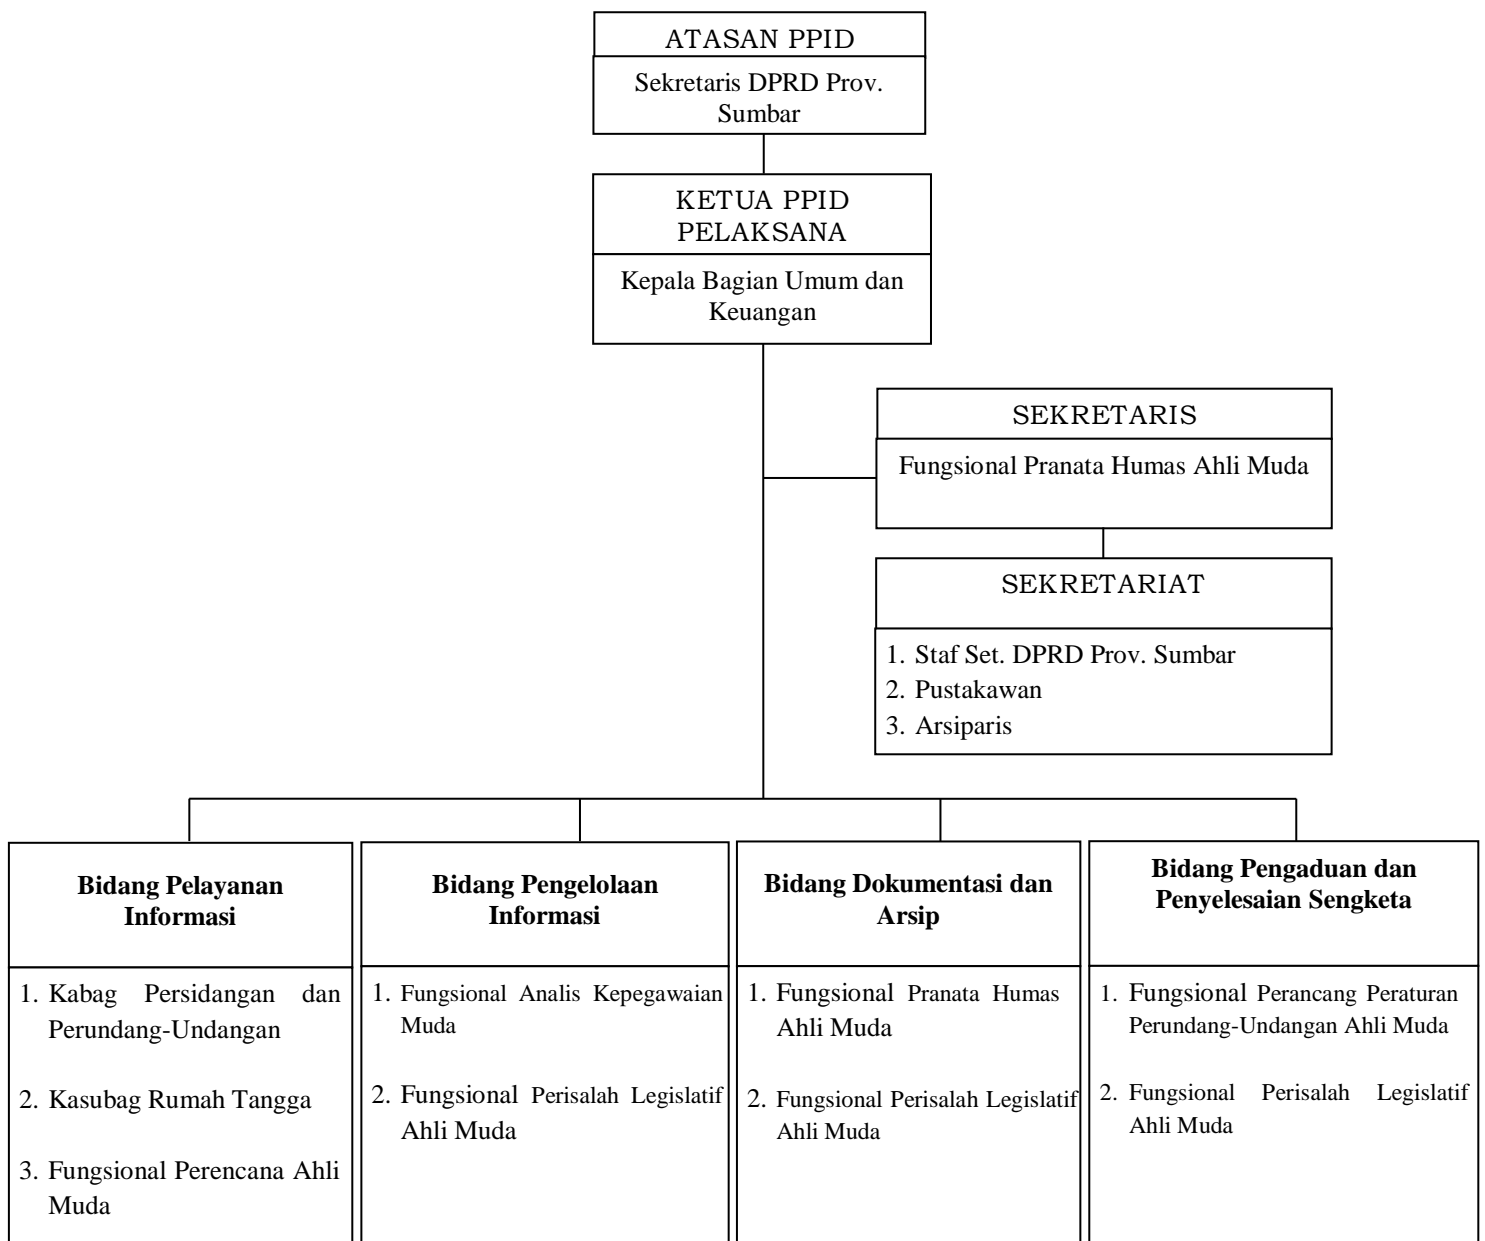 ATASAN PPID
Sekretaris DPRD Prov.
Sumbar
KETUA PPID
PELAKSANA
Kepala Bagian Umum dan
Keuangan
SEKRETARIS
Fungsional Pranata Humas Ahli Muda
SEKRETARIAT
1. Staf Set. DPRD Prov. Sumbar
2. Pustakawan
3. Arsiparis
Bidang Pelayanan
Informasi
1. Kabag Persidangan dan
Perundang-Undangan
2. Kasubag Rumah Tangga
3. Fungsional Perencana Ahli
Muda
Bidang Pengelolaan
Informasi
1. Fungsional Analis Kepegawaian
Muda
2. Fungsional Perisalah Legislatif
Ahli Muda
Bidang Dokumentasi dan
Arsip
1. Fungsional Pranata Humas
Ahli Muda
2. Fungsional Perisalah Legislatif
Ahli Muda
Bidang Pengaduan dan
Penyelesaian Sengketa
1. Fungsional Perancang Peraturan
Perundang-Undangan Ahli Muda
2. Fungsional Perisalah Legislatif
Ahli Muda